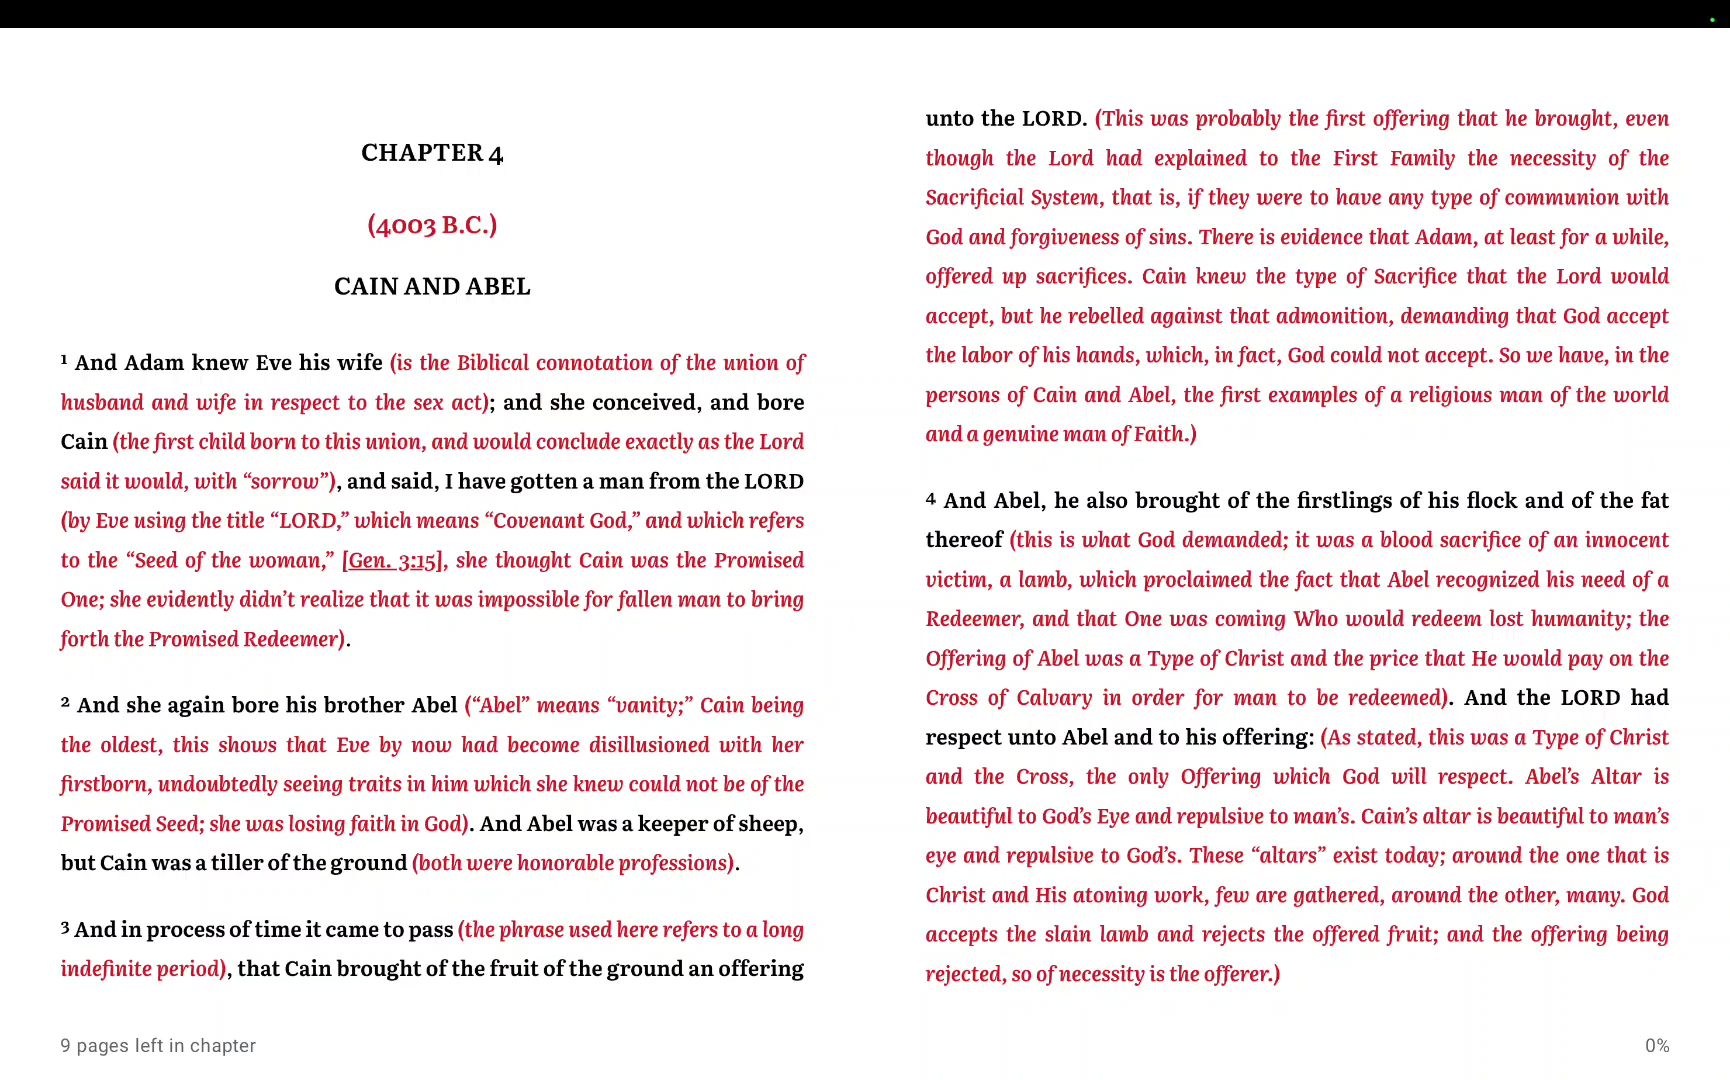 CHAPTER 4
(4003 B.C.)
CAIN AND ABEL
¹ And Adam knew Eve his wife (is the Biblical connotation of the union of
husband and wife in respect to the sex act); and she conceived, and bore
Cain (the first child born to this union, and would conclude exactly as the Lord
said it would, with “sorrow”), and said, I have gotten a man from the LORD
(by Eve using the title “LORD,” which means “Covenant God,” and which refers
to the “Seed of the woman,” [Gen. 3:15], she thought Cain was the Promised
One; she evidently didn’t realize that it was impossible for fallen man to bring
forth the Promised Redeemer).
² And she again bore his brother Abel (“Abel” means “vanity;” Cain being
the oldest, this shows that Eve by now had become disillusioned with her
firstborn, undoubtedly seeing traits in him which she knew could not be of the
Promised Seed; she was losing faith in God). And Abel was a keeper of sheep,
but Cain was a tiller of the ground (both were honorable professions).
³ And in process of time it came to pass (the phrase used here refers to a long
indefinite period), that Cain brought of the fruit of the ground an offering
unto the LORD. (This was probably the first offering that he brought, even
though the Lord had explained to the First Family the necessity of the
Sacrificial System, that is, if they were to have any type of communion with
God and forgiveness of sins. There is evidence that Adam, at least for a while,
offered up sacrifices. Cain knew the type of Sacrifice that the Lord would
accept, but he rebelled against that admonition, demanding that God accept
the labor of his hands, which, in fact, God could not accept. So we have, in the
persons of Cain and Abel, the first examples of a religious man of the world
and a genuine man of Faith.)
⁴ And Abel, he also brought of the firstlings of his flock and of the fat
thereof (this is what God demanded; it was a blood sacrifice of an innocent
victim, a lamb, which proclaimed the fact that Abel recognized his need of a
Redeemer, and that One was coming Who would redeem lost humanity; the
Offering of Abel was a Type of Christ and the price that He would pay on the
Cross of Calvary in order for man to be redeemed). And the LORD had
respect unto Abel and to his offering: (As stated, this was a Type of Christ
and the Cross, the only Offering which God will respect. Abel’s Altar is
beautiful to God’s Eye and repulsive to man’s. Cain’s altar is beautiful to man’s
eye and repulsive to God’s. These “altars” exist today; around the one that is
Christ and His atoning work, few are gathered, around the other, many. God
accepts the slain lamb and rejects the offered fruit; and the offering being
rejected, so of necessity is the offerer.)
9 pages left in chapter
0%